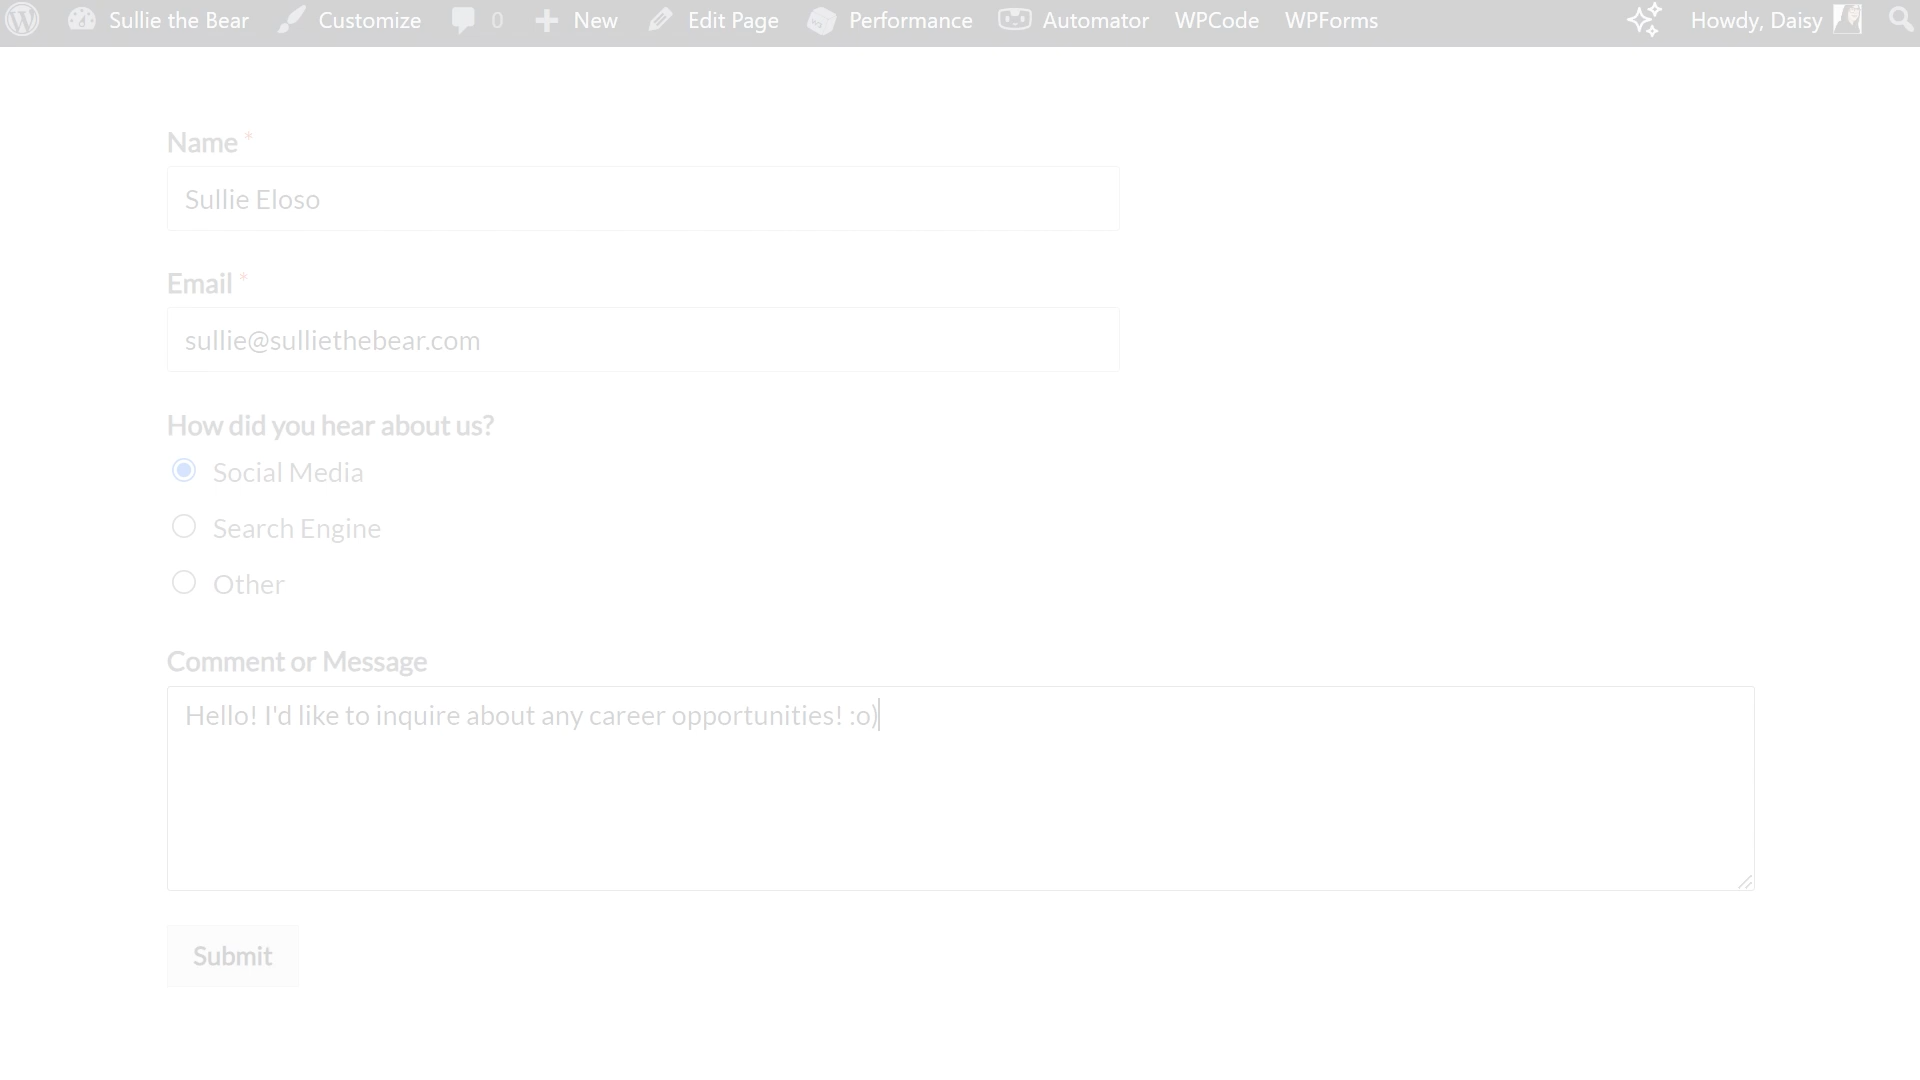 Sullie the Bear Customize 0 New Edit Page Performance Automator WPCode WPForms Howdy, Daisy
Name *
Sullie Eloso
Email *
sullie@sulliethebear.com
How did you hear about us?
Social Media
Search Engine
Other
Comment or Message
Hello! I'd like to inquire about any career opportunities! :o)
Submit